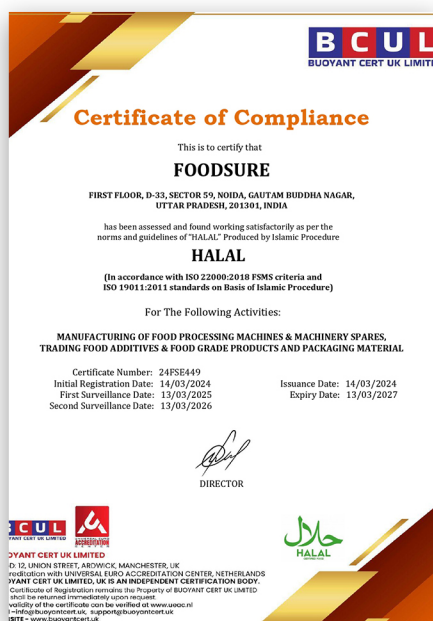 BCUL
BUOYANT CERT UK LIMIT
Certificate of Compliance
This is to certify that
FOODSURE
FIRST FLOOR, D-33, SECTOR 59, NOIDA, GAUTAM BUDDHA NAGAR,
UTTAR PRADESH, 201301, INDIA
has been assessed and found working satisfactorily as per the
norms and guidelines of "HALAL" Produced by Islamic Procedure
HALAL
(In accordance with ISO 22000:2018 FSMS criteria and
ISO 19011:2011 standards on Basis of Islamic Procedure)
For The Following Activities:
MANUFACTURING OF FOOD PROCESSING MACHINES & MACHINERY SPARES,
TRADING FOOD ADDITIVES & FOOD GRADE PRODUCTS AND PACKAGING MATERIAL
Certificate Number: 24FSE449
Initial Registration Date: 14/03/2024 Issuance Date: 14/03/2024
First Surveillance Date: 13/03/2025 Expiry Date: 13/03/2027
Second Surveillance Date: 13/03/2026
DIRECTOR
CUL
YANT CERT UK LIMITED
ACCREDITATION
حلال
HALAL
OYANT CERT UK LIMITED
D: 12, UNION STREET, ARDWICK, MANCHESTER, UK
reditation with UNIVERSAL EURO ACCREDITATION CENTER, NETHERLANDS
OYANT CERT UK LIMITED, UK IS AN INDEPENDENT CERTIFICATION BODY.
Certificate of Registration remains the Property of BUOYANT CERT UK LIMITED
shall be returned immediately upon request
validity of the certificate can be verified at www.ueac.nl
-info@buoyantcert.uk, support@buoyantcert.uk
SITE - www.buoyantcert.uk